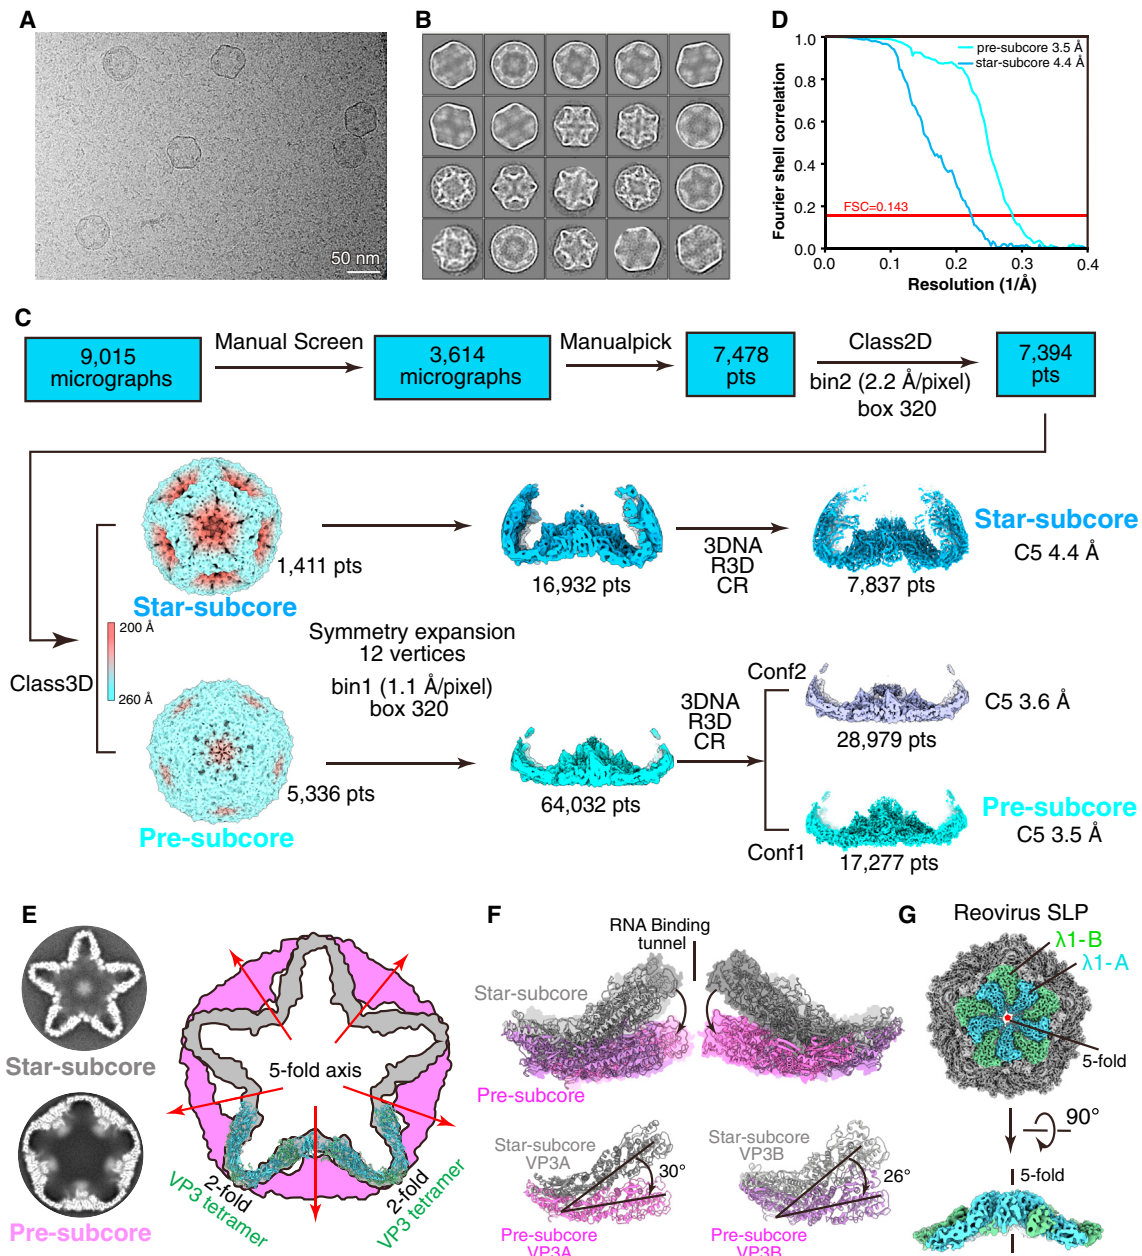 A
50 nm
B
D
1.0
0.8
0.6
0.4
0.2
0.0
Fourier shell correlation
pre-subcore 3.5 Å
star-subcore 4.4 Å
FSC=0.143
0.0 0.1 0.2 0.3 0.4
Resolution (1/Å)
C
9,015
micrographs
Manual Screen
3,614
micrographs
Manualpick
7,478
pts
Class2D
bin2 (2.2 Å/pixel)
box 320
7,394
pts
Class3D
1,411 pts
Star-subcore
200 Å
260 Å
Symmetry expansion
12 vertices
bin1 (1.1 Å/pixel)
box 320
5,336 pts
Pre-subcore
16,932 pts
3DNA
R3D
CR
7,837 pts
Star-subcore
C5 4.4 Å
64,032 pts
3DNA
R3D
CR
Conf2
28,979 pts
C5 3.6 Å
Conf1
17,277 pts
Pre-subcore
C5 3.5 Å
E
Star-subcore
Pre-subcore
5-fold axis
2-fold
VP3 tetramer
2-fold
VP3 tetramer
F
RNA Binding
tunnel
Star-subcore
Pre-subcore
Star-subcore
VP3A
30°
Pre-subcore
VP3A
Star-subcore
VP3B
26°
Pre-subcore
VP3B
G
Reovirus SLP
λ1-B
λ1-A
5-fold
90°
5-fold